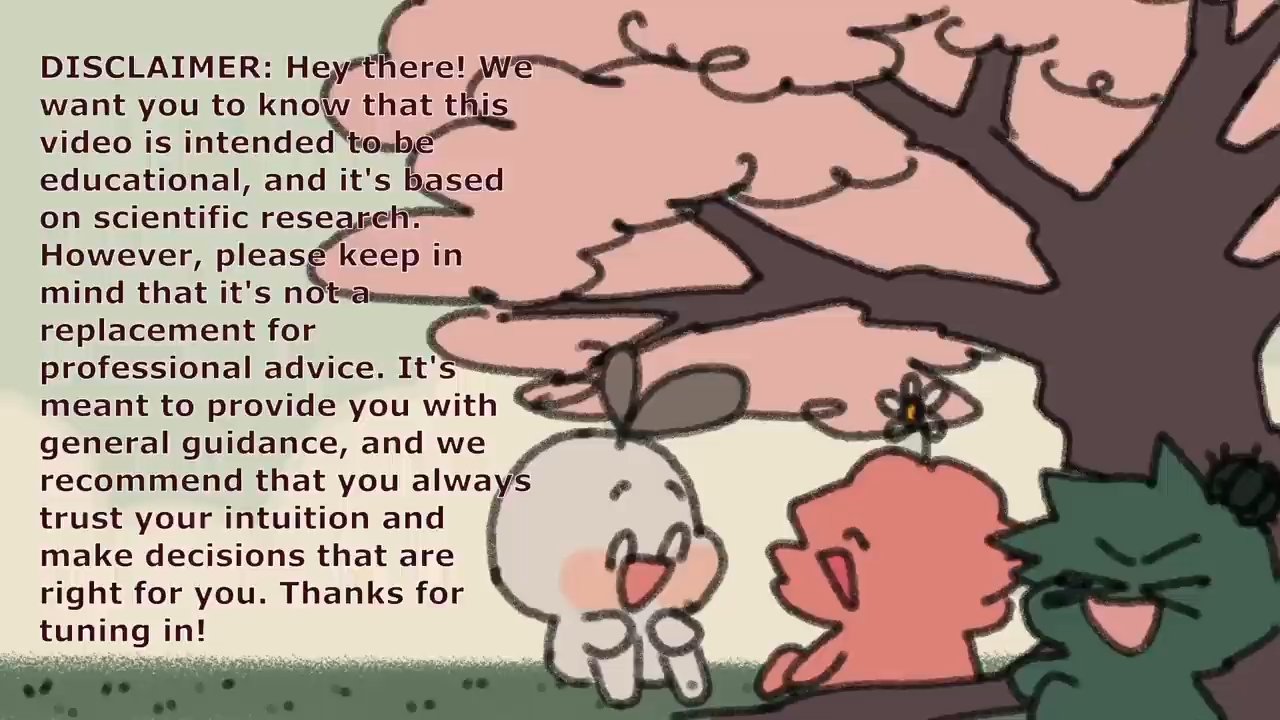 DISCLAIMER: Hey there! We
want you to know that this
video is intended to be
educational, and it's based
on scientific research.
However, please keep in
mind that it's not a
replacement for
professional advice. It's
meant to provide you with
general guidance, and we
recommend that you always
trust your intuition and
make decisions that are
right for you. Thanks for
tuning in!